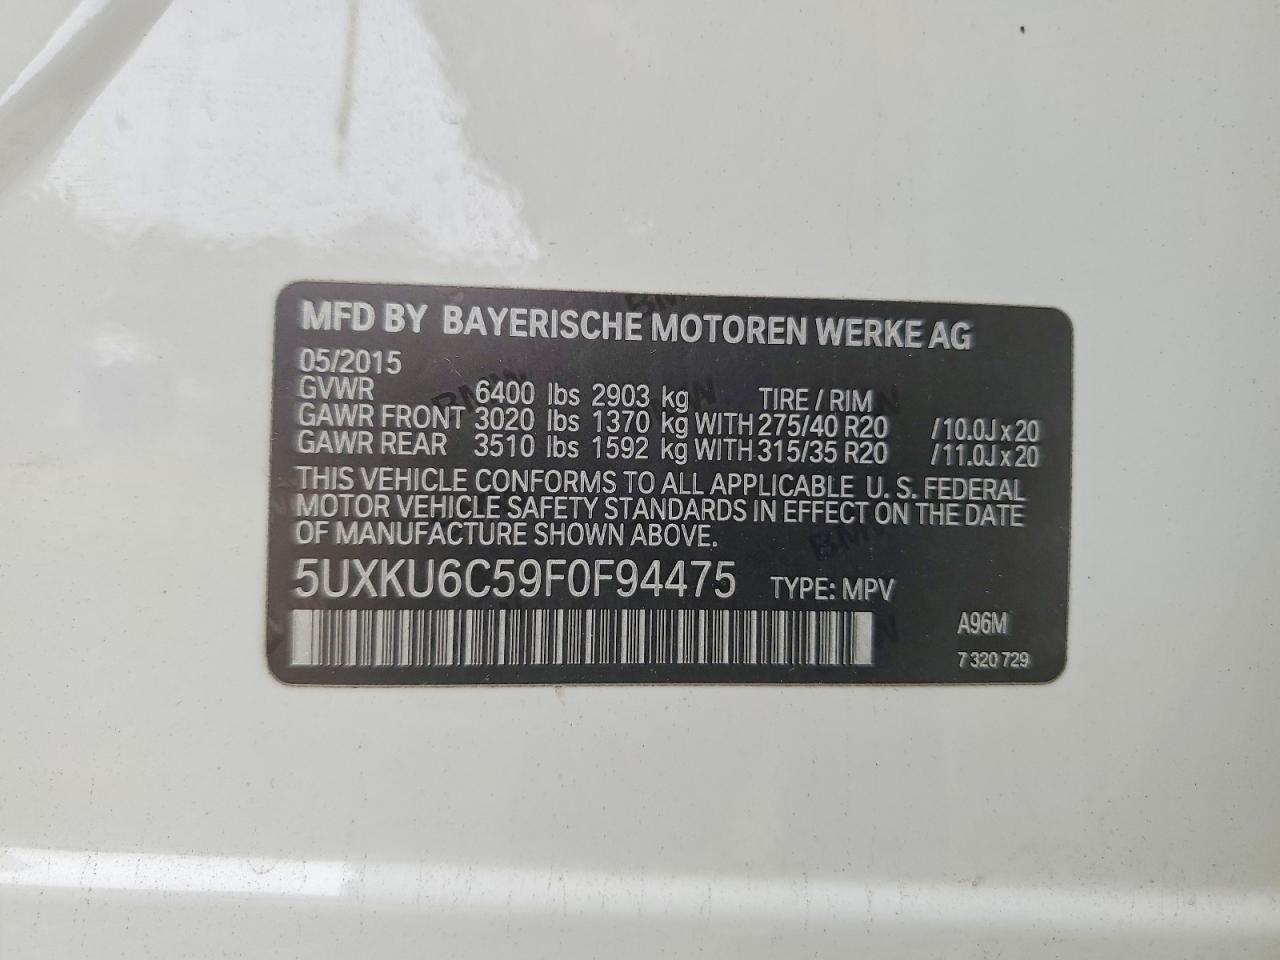 MFD BY BAYERISCHE MOTOREN WERKE AG
05/2015
GVWR 6400 lbs 2903 kg TIRE / RIM
GAWR FRONT 3020 lbs 1370 kg WITH 275/40 R20 /10.0J x 20
GAWR REAR 3510 lbs 1592 kg WITH 315/35 R20 /11.0J x 20
THIS VEHICLE CONFORMS TO ALL APPLICABLE U. S. FEDERAL
MOTOR VEHICLE SAFETY STANDARDS IN EFFECT ON THE DATE
OF MANUFACTURE SHOWN ABOVE.
5UXKU6C59F0F94475 TYPE: MPV
A96M
7 320 729